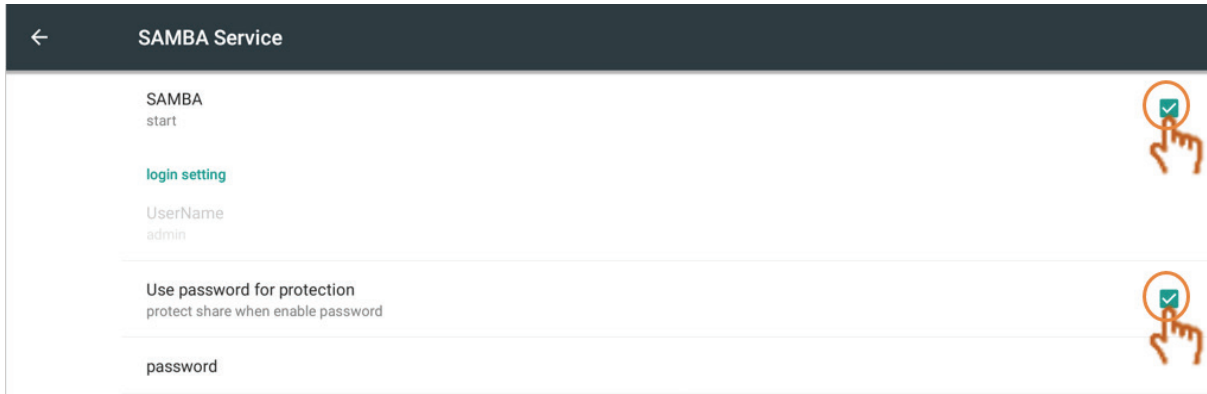 SAMBA Service
SAMBA
start
login setting
UserName
admin
Use password for protection
protect share when enable password
password